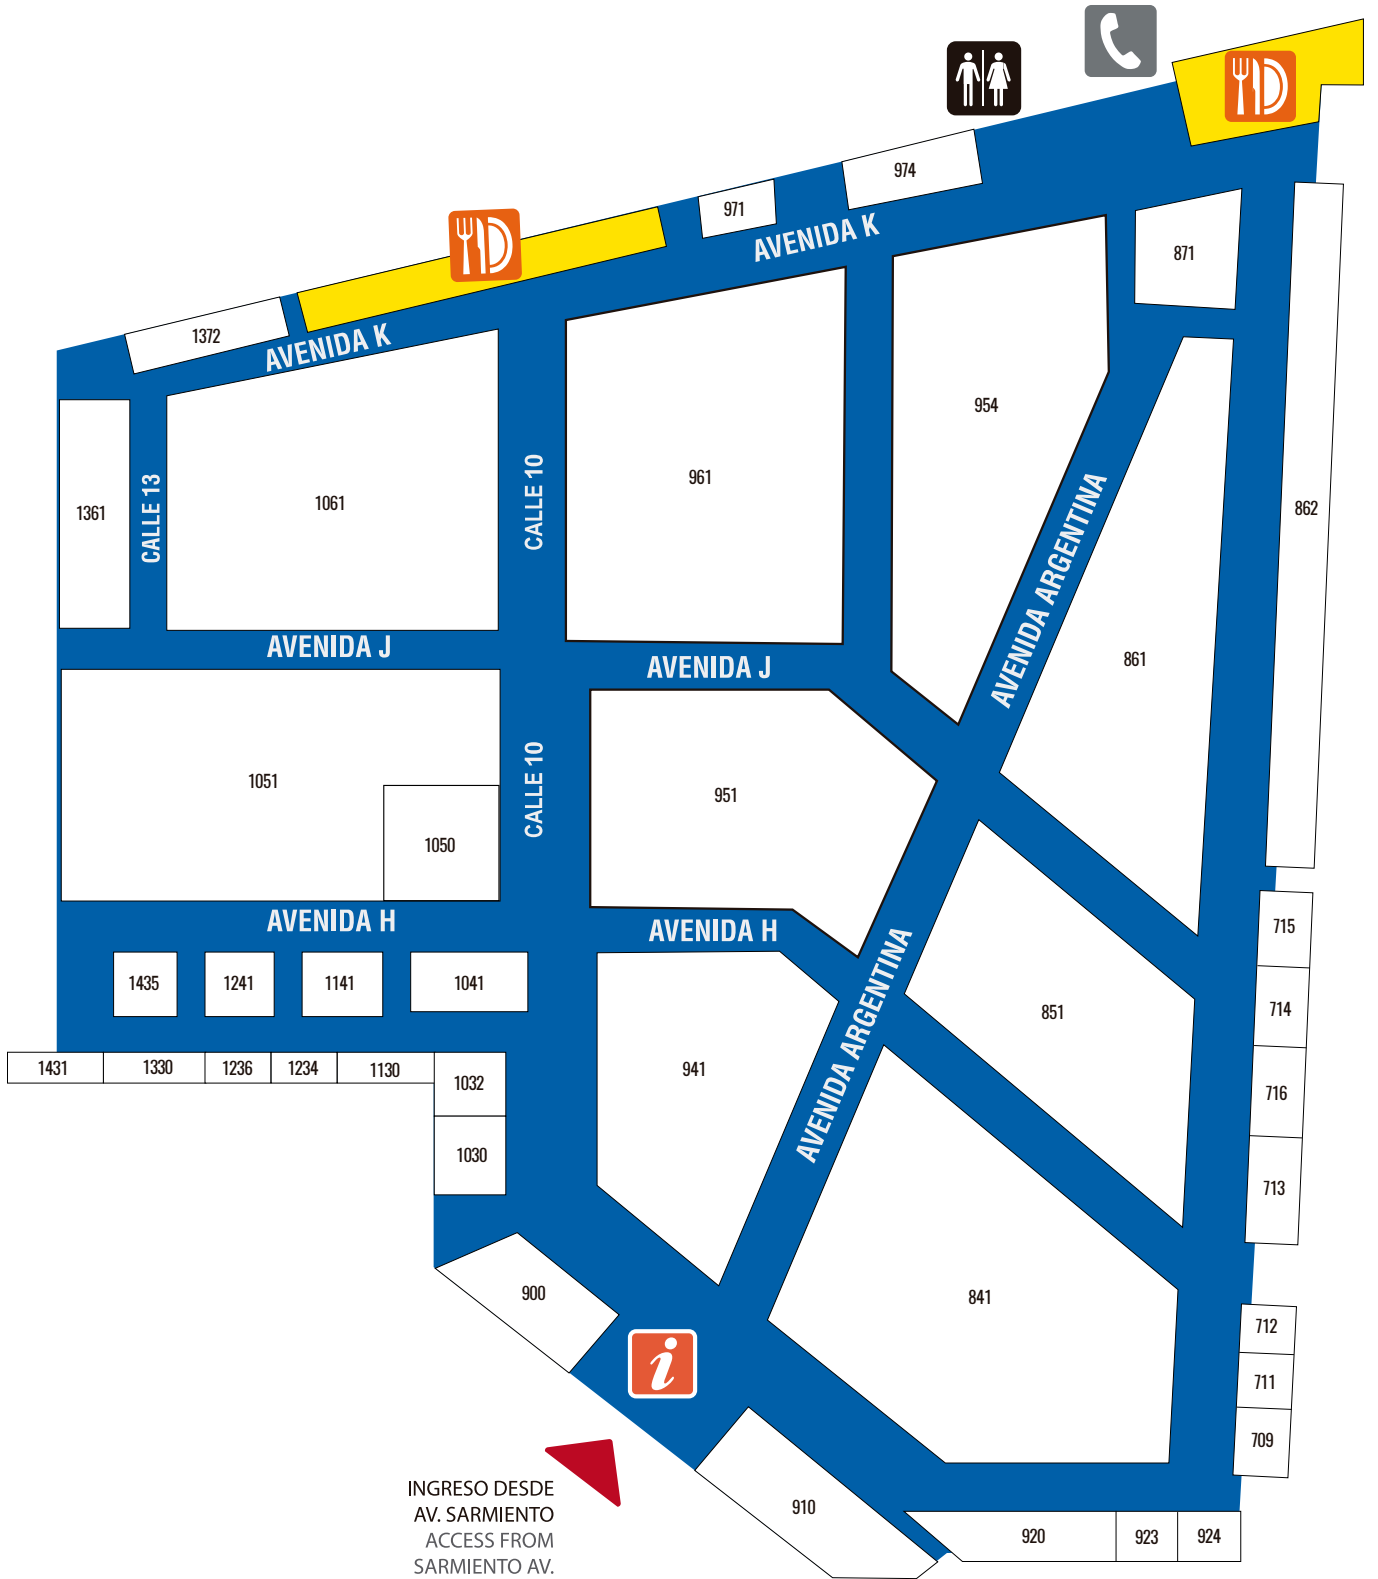 974
971
AVENIDA K
871
1372
AVENIDA K
954
961
1061
1361
CALLE 13
CALLE 10
862
AVENIDA ARGENTINA
AVENIDA J
AVENIDA J
861
1051
951
CALLE 10
1050
AVENIDA H
AVENIDA H
715
1435
1241
1141
1041
714
851
AVENIDA ARGENTINA
1431
1330
1236
1234
1130
1032
941
716
1030
713
900
841
712
711
709
INGRESO DESDE
AV. SARMIENTO
ACCESS FROM
SARMIENTO AV.
910
920
923
924